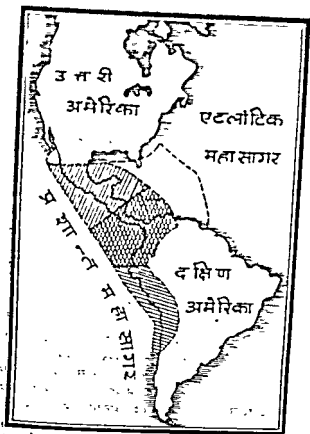 उत्तरी
अमेरिका
एटलांटिक
महासागर
प्रशान्त महासागर
दक्षिण
अमेरिका